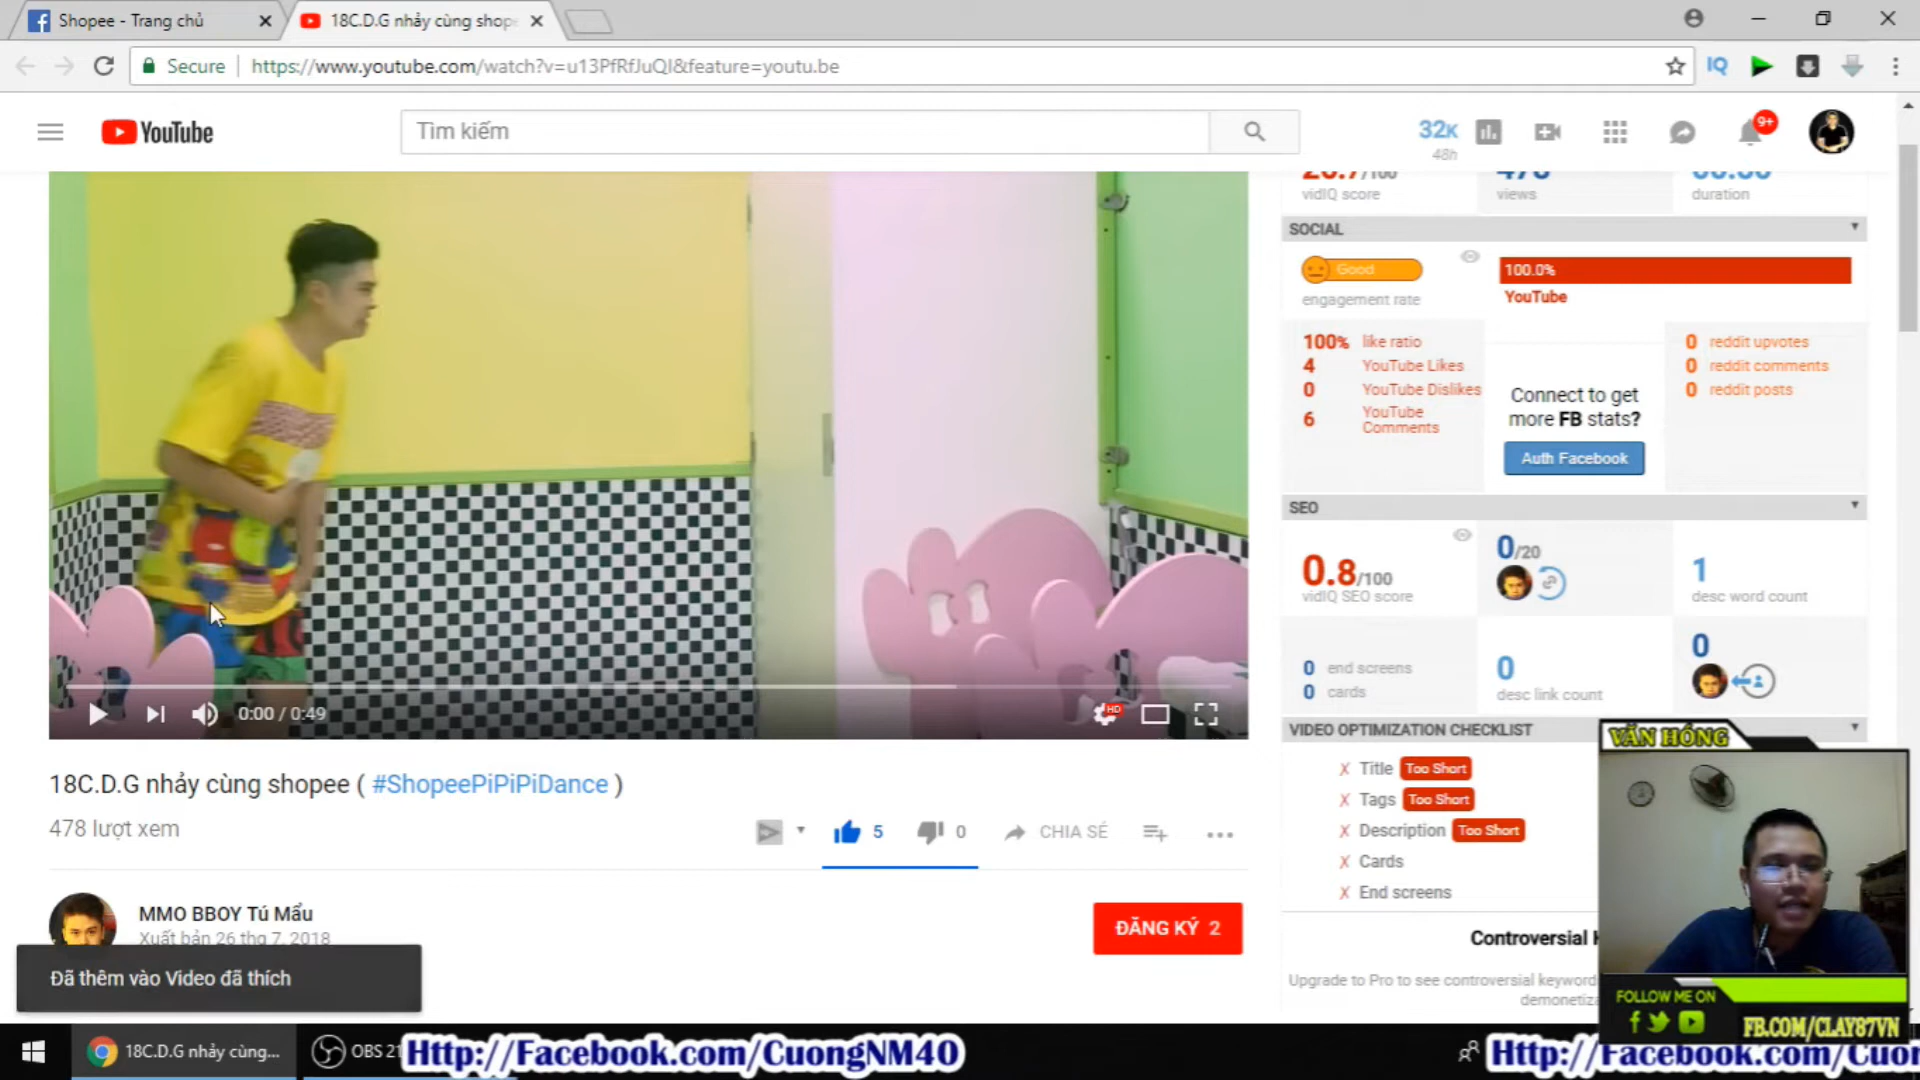 Shopee - Trang chủ
18C.D.G nhảy cùng shope
Secure
https://www.youtube.com/watch?v=u13PfRfJuQI&feature=youtu.be
IQ
YouTube
Tìm kiếm
32K
48h
9+
/100
vidIQ score
views
duration
SOCIAL
Good
engagement rate
100.0%
YouTube
100% like ratio
4 YouTube Likes
0 YouTube Dislikes
6 YouTube Comments
Connect to get
more FB stats?
Auth Facebook
0 reddit upvotes
0 reddit comments
0 reddit posts
SEO
0.8/100
vidIQ SEO score
0/20
1
desc word count
0 end screens
0 cards
0
desc link count
0
VIDEO OPTIMIZATION CHECKLIST
X Title Too Short
X Tags Too Short
X Description Too Short
X Cards
X End screens
Controversial
Upgrade to Pro to see controversial keyword
demonetiza
0:00 / 0:49
HD
18C.D.G nhảy cùng shopee ( #ShopeePiPiPiDance )
478 lượt xem
5
0
CHIA SẺ
MMO BBOY Tú Mẩu
Xuất bản 26 thg 7, 2018
ĐĂNG KÝ 2
Đã thêm vào Video đã thích
VĂN HÓNG
FOLLOW ME ON
FB.COM/CLAY87VN
18C.D.G nhảy cùng...
OBS 21
Http://Facebook.com/CuongNM40
Http://Facebook.com/Cuon